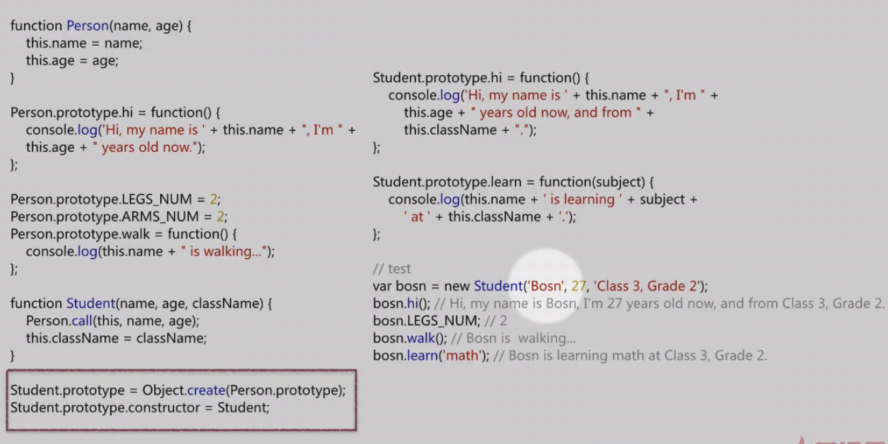 function Person(name, age) {
this.name = name;
this.age = age;
}
Person.prototype.hi = function() {
console.log('Hi, my name is ' + this.name + ", I'm " +
this.age + " years old now.");
};
Person.prototype.LEGS_NUM = 2;
Person.prototype.ARMS_NUM = 2;
Person.prototype.walk = function() {
console.log(this.name + " is walking...");
};
function Student(name, age, className) {
Person.call(this, name, age);
this.className = className;
}
Student.prototype = Object.create(Person.prototype);
Student.prototype.constructor = Student;
Student.prototype.hi = function() {
console.log('Hi, my name is ' + this.name + ", I'm " +
this.age + " years old now, and from " +
this.className + ".");
};
Student.prototype.learn = function(subject) {
console.log(this.name + ' is learning ' + subject +
' at ' + this.className + '.');
};
// test
var bosn = new Student('Bosn', 27, 'Class 3, Grade 2');
bosn.hi(); // Hi, my name is Bosn, I'm 27 years old now, and from Class 3, Grade 2.
bosn.LEGS_NUM; // 2
bosn.walk(); // Bosn is walking...
bosn.learn('math'); // Bosn is learning math at Class 3, Grade 2.